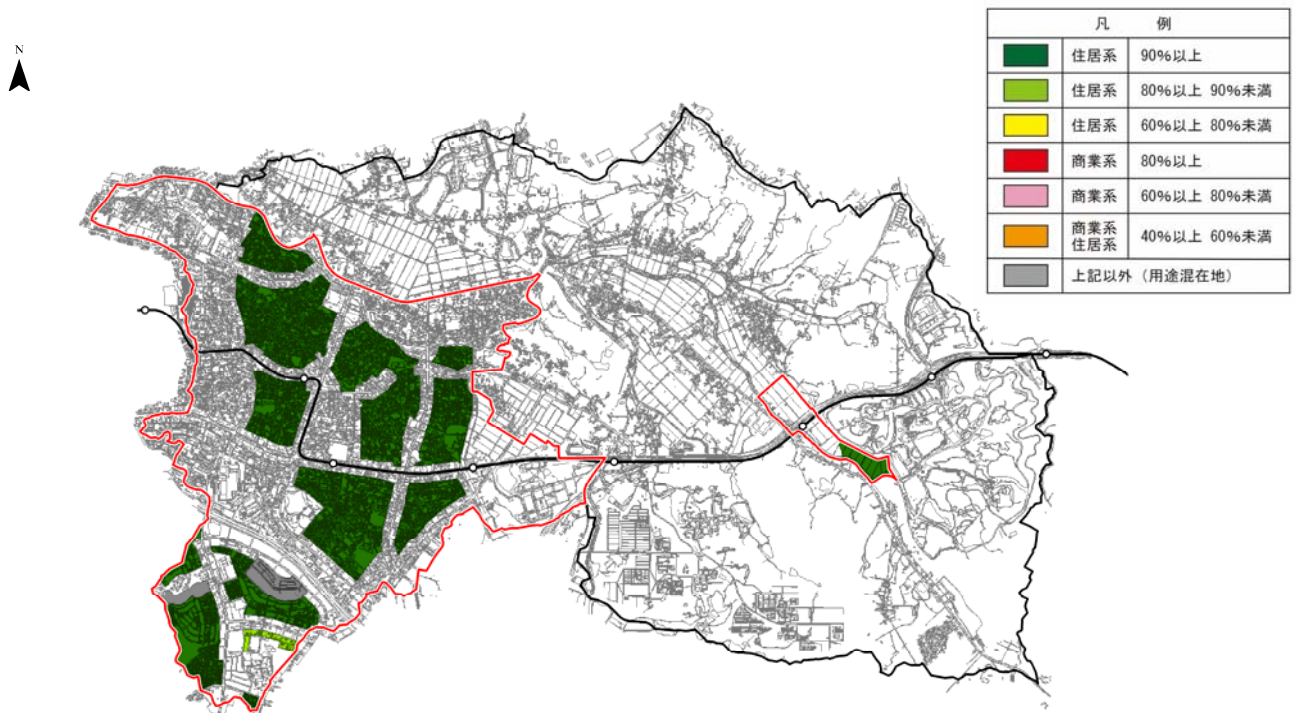 N
凡 例
住居系 90%以上
住居系 80%以上 90%未満
住居系 60%以上 80%未満
商業系 80%以上
商業系 60%以上 80%未満
商業系
住居系 40%以上 60%未満
上記以外（用途混在地）